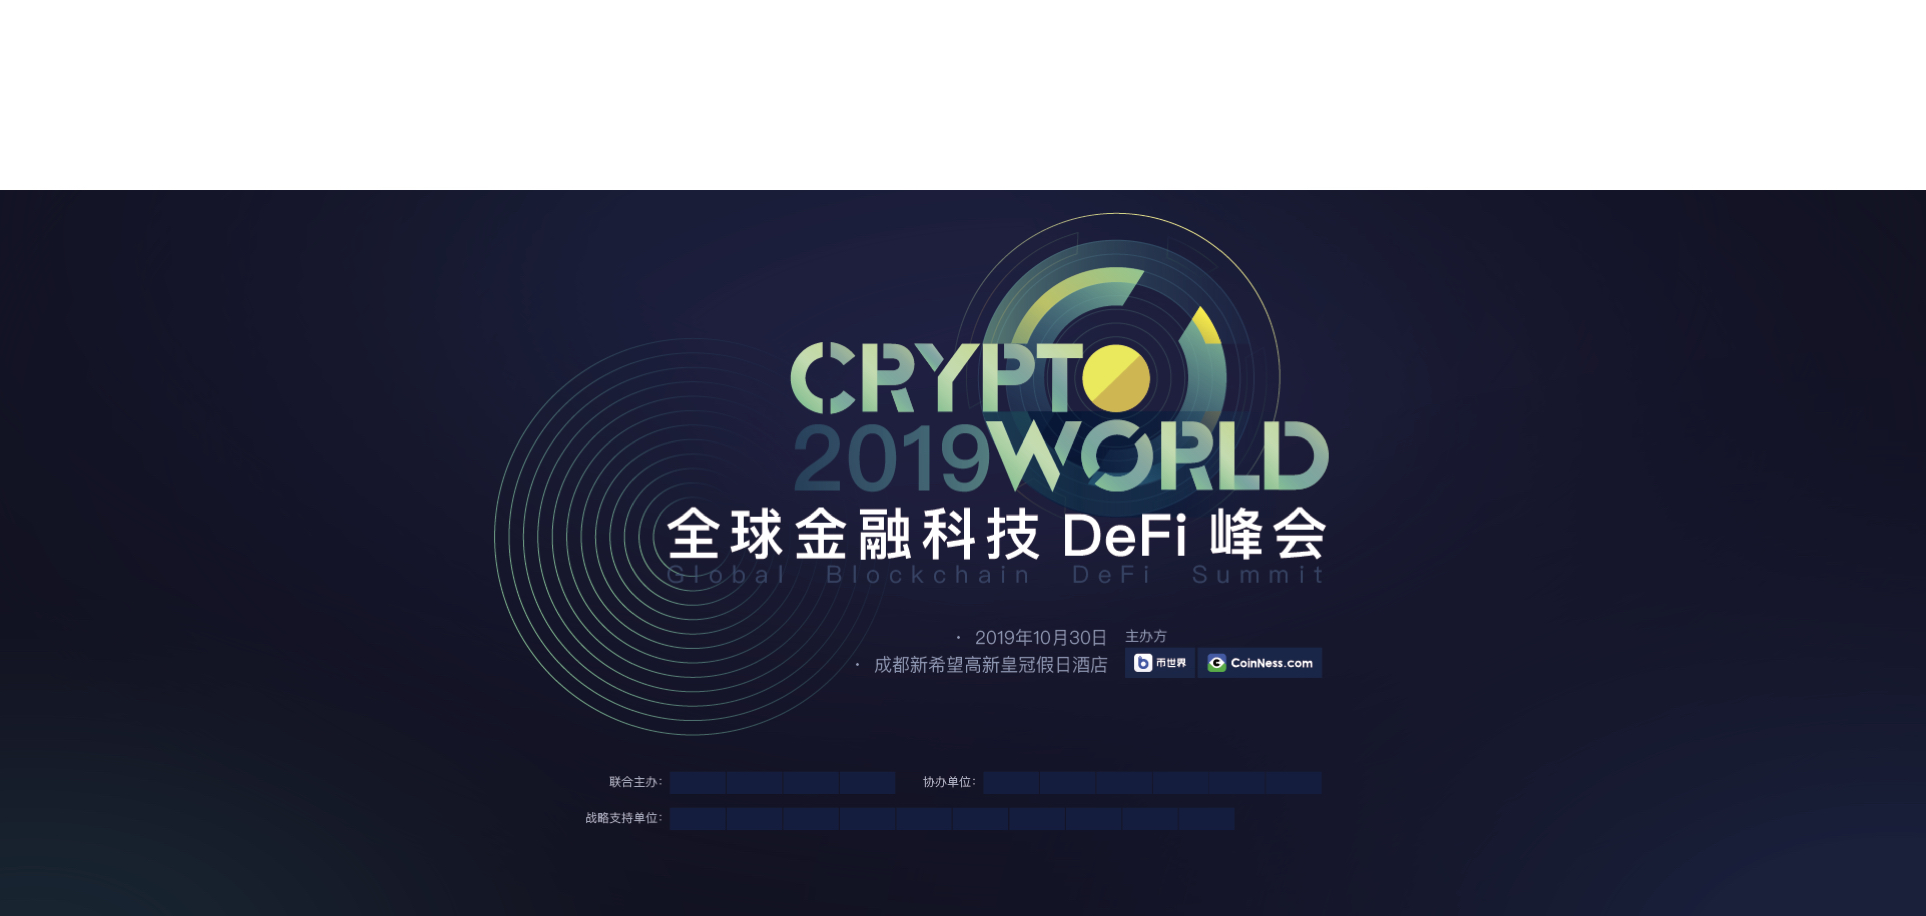 CRYPTO
2019 WORLD
全球金融科技 DeFi 峰会
Global Blockchain DeFi Summit
· 2019年10月30日
· 成都新希望高新皇冠假日酒店
主办方
币世界 CoinNess.com
联合主办: 协办单位:
战略支持单位: